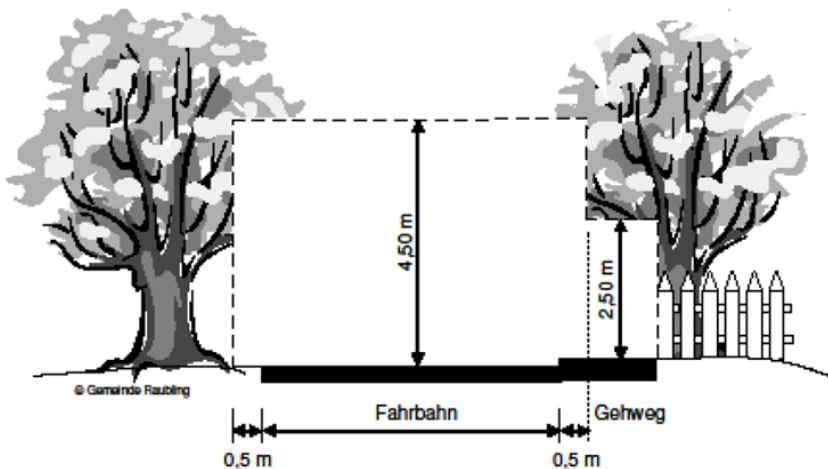 4,50 m
2,50 m
© Gemeinde Raubling
Fahrbahn
Gehweg
0,5 m
0,5 m